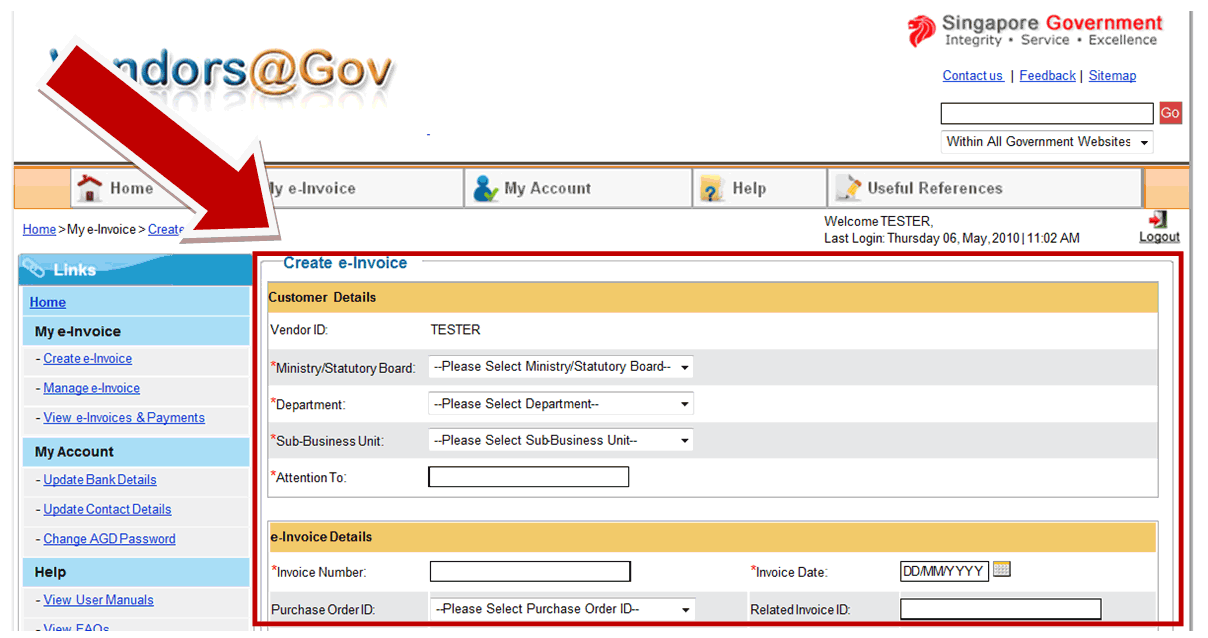 Singapore Government
Integrity • Service • Excellence
ndors@Gov
Contact us | Feedback | Sitemap
Go
Within All Government Websites
Home
My e-Invoice
My Account
Help
Useful References
Home > My e-Invoice > Create
Welcome TESTER,
Last Login: Thursday 06, May, 2010 | 11:02 AM
Logout
Links
Home
My e-Invoice
- Create e-Invoice
- Manage e-Invoice
- View e-Invoices & Payments
My Account
- Update Bank Details
- Update Contact Details
- Change AGD Password
Help
- View User Manuals
- View FAQs
Create e-Invoice
Customer Details
Vendor ID: TESTER
*Ministry/Statutory Board: --Please Select Ministry/Statutory Board--
*Department: --Please Select Department--
*Sub-Business Unit: --Please Select Sub-Business Unit--
*Attention To:
e-Invoice Details
*Invoice Number: *Invoice Date: DD/MM/YYYY
Purchase Order ID: --Please Select Purchase Order ID-- Related Invoice ID: